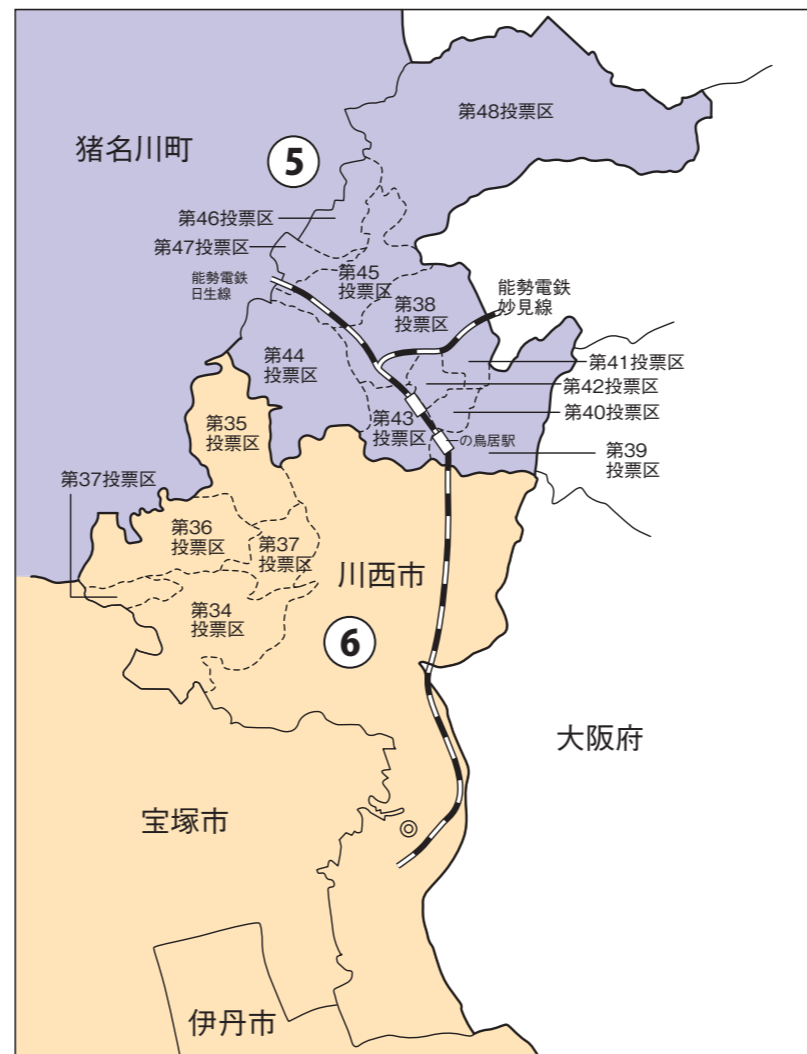 第48投票区
猪名川町
5
第46投票区
第47投票区
能勢電鉄
日生線
第45
投票区
能勢電鉄
妙見線
第38
投票区
第44
投票区
第41投票区
第42投票区
第40投票区
第43
投票区
の鳥居駅
第39
投票区
第35
投票区
第37投票区
第36
投票区
第37
投票区
川西市
第34
投票区
6
大阪府
宝塚市
伊丹市